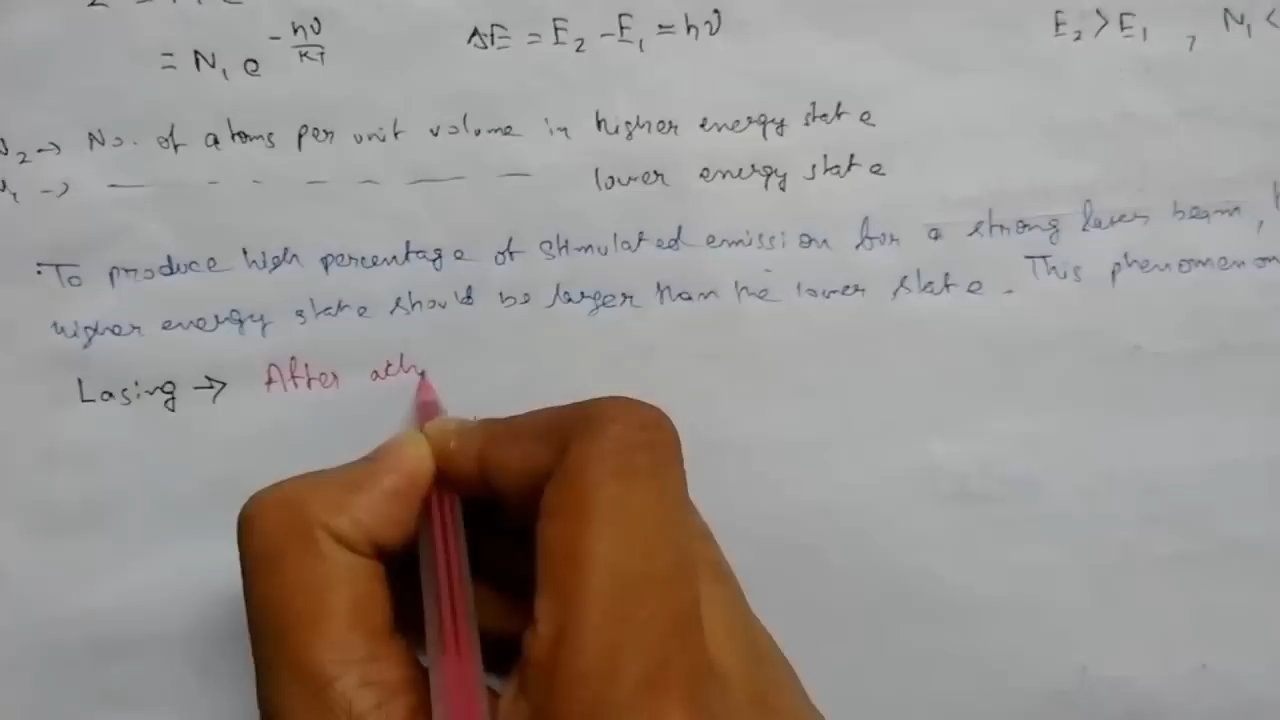 = N₁ e^(-hν/KT) ΔE = E₂ - E₁ = hν E₂ > E₁ , N₁ <
₂ → No. of atoms per unit volume in higher energy state
→ — - - - - — — lower energy state
:To produce high percentage of stimulated emission for a strong laser beam,
higher energy state should be larger than the lower state. This phenomenon
Lasing → After ach